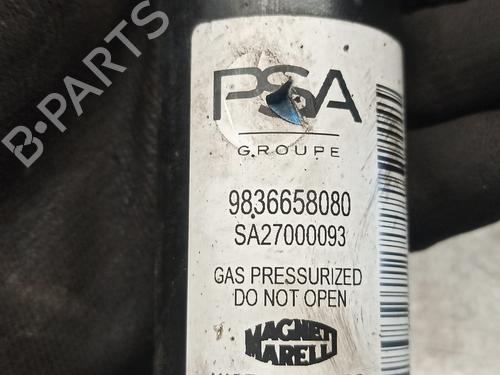 PSA
GROUPE
9836658080
SA27000093
GAS PRESSURIZED
DO NOT OPEN
MAGNETI
MARELLI
B-PARTS